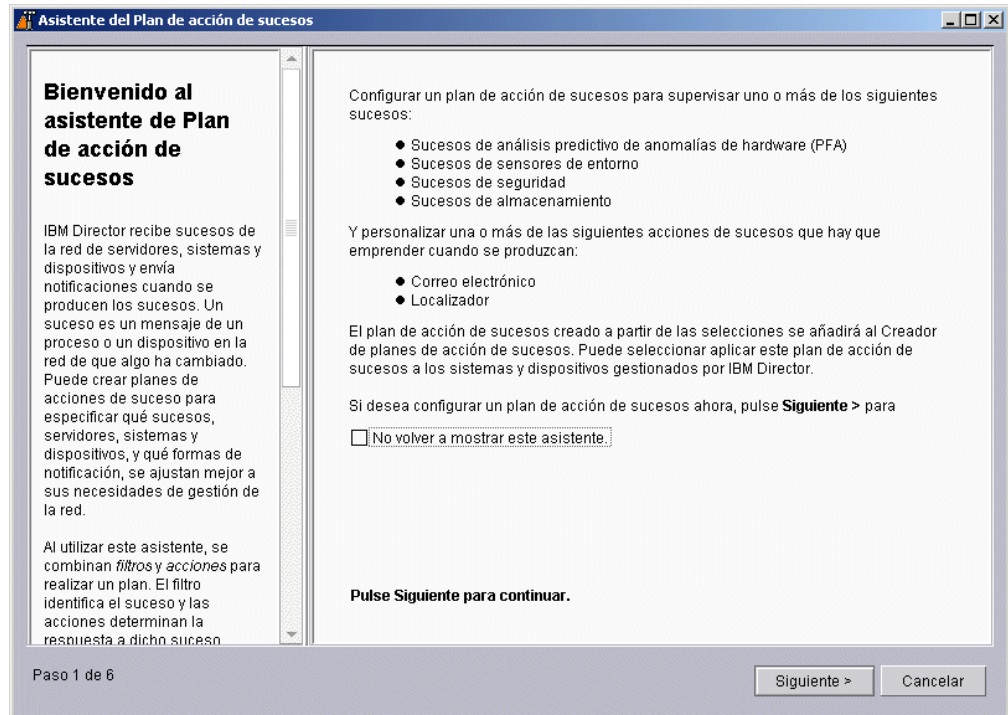 Asistente del Plan de acción de sucesos
Bienvenido al
asistente de Plan
de acción de
sucesos
IBM Director recibe sucesos de
la red de servidores, sistemas y
dispositivos y envía
notificaciones cuando se
producen los sucesos. Un
suceso es un mensaje de un
proceso o un dispositivo en la
red de que algo ha cambiado.
Puede crear planes de
acciones de suceso para
especificar qué sucesos,
servidores, sistemas y
dispositivos, y qué formas de
notificación, se ajustan mejor a
sus necesidades de gestión de
la red.
Al utilizar este asistente, se
combinan filtros y acciones para
realizar un plan. El filtro
identifica el suceso y las
acciones determinan la
respuesta a dicho suceso
Configurar un plan de acción de sucesos para supervisar uno o más de los siguientes
sucesos:
● Sucesos de análisis predictivo de anomalías de hardware (PFA)
● Sucesos de sensores de entorno
● Sucesos de seguridad
● Sucesos de almacenamiento
Y personalizar una o más de las siguientes acciones de sucesos que hay que
emprender cuando se produzcan:
● Correo electrónico
● Localizador
El plan de acción de sucesos creado a partir de las selecciones se añadirá al Creador
de planes de acción de sucesos. Puede seleccionar aplicar este plan de acción de
sucesos a los sistemas y dispositivos gestionados por IBM Director.
Si desea configurar un plan de acción de sucesos ahora, pulse Siguiente > para
No volver a mostrar este asistente.
Pulse Siguiente para continuar.
Paso 1 de 6
Siguiente >
Cancelar